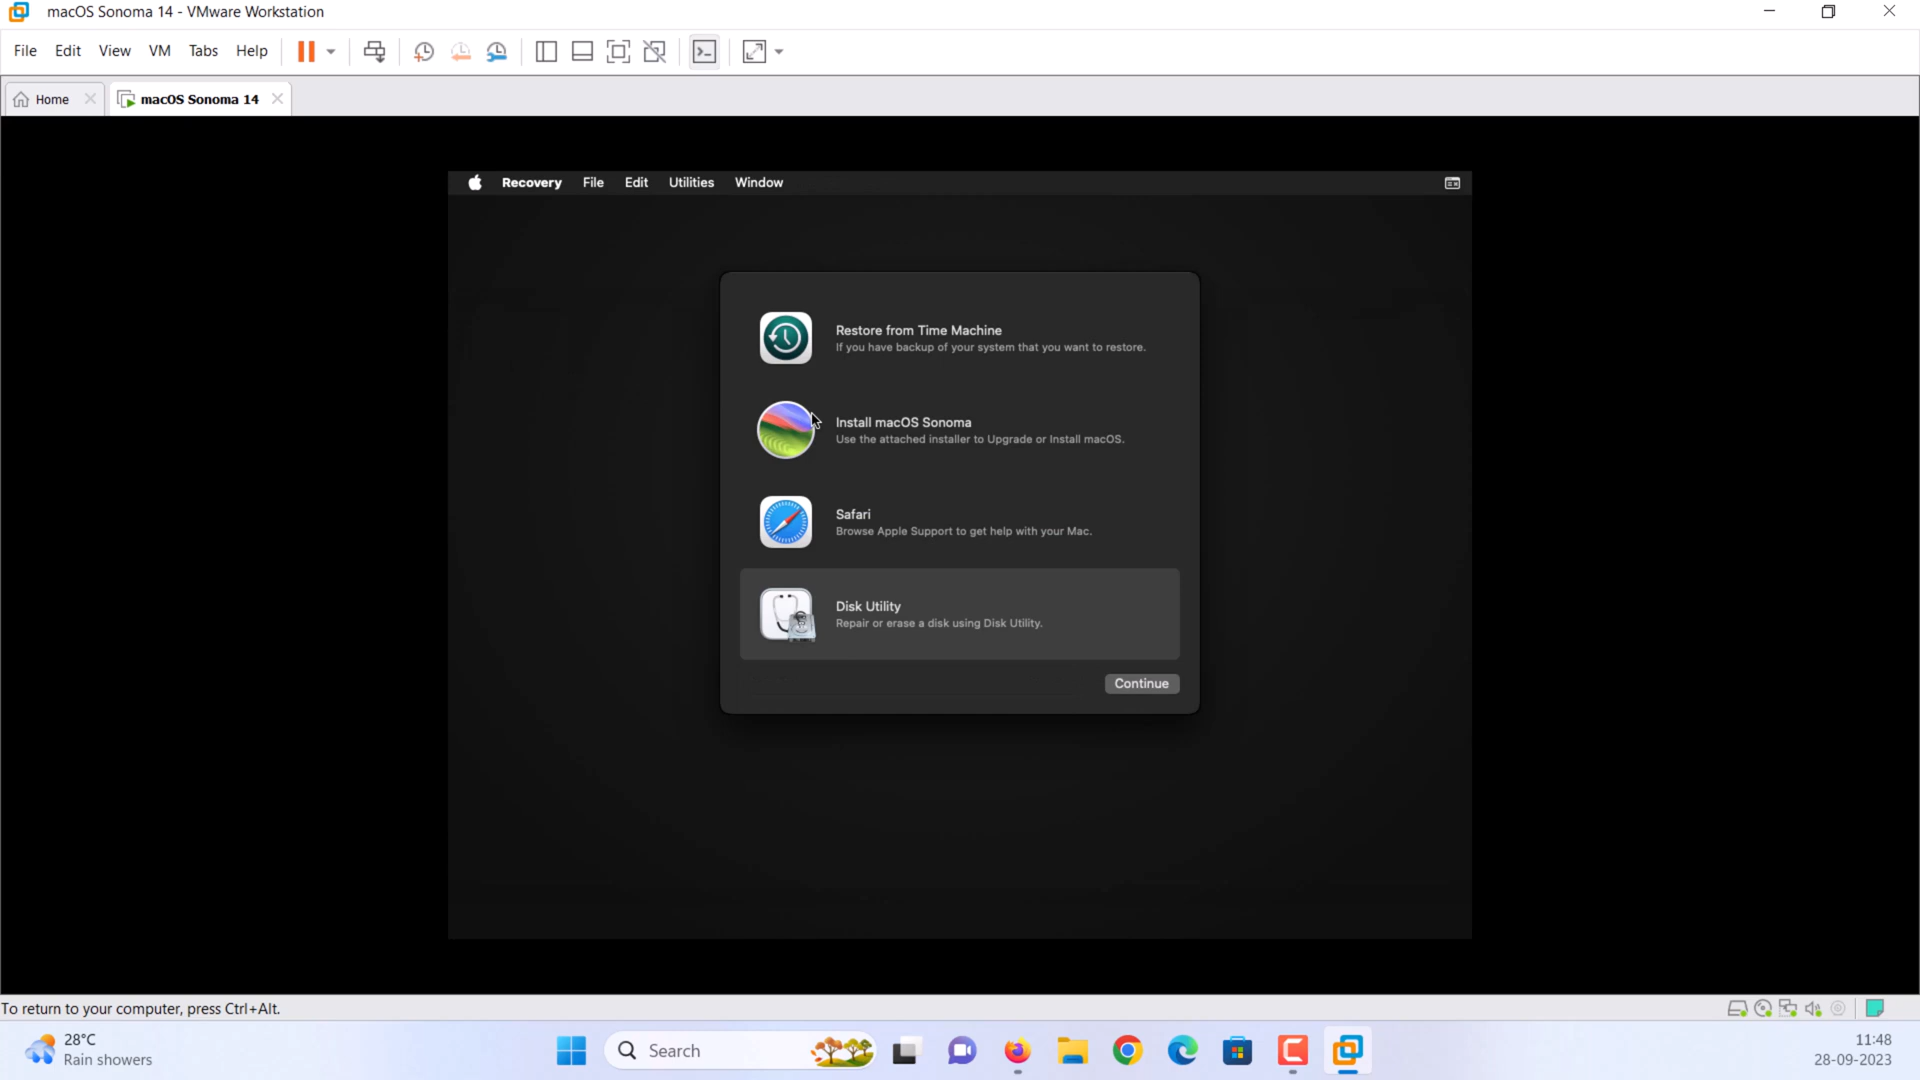 macOS Sonoma 14 - VMware Workstation
File Edit View VM Tabs Help
Home macOS Sonoma 14
Recovery File Edit Utilities Window
Restore from Time Machine
If you have backup of your system that you want to restore.
Install macOS Sonoma
Use the attached installer to Upgrade or Install macOS.
Safari
Browse Apple Support to get help with your Mac.
Disk Utility
Repair or erase a disk using Disk Utility.
Continue
To return to your computer, press Ctrl+Alt.
28°C
Rain showers
Search
11:48
28-09-2023